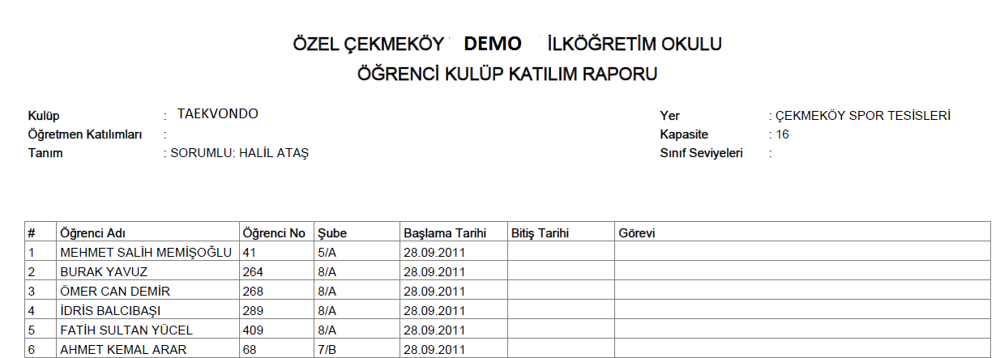 ÖZEL ÇEKMEKÖY DEMO İLKÖĞRETİM OKULU
ÖĞRENCİ KULÜP KATILIM RAPORU
Kulüp : TAEKVONDO Yer : ÇEKMEKÖY SPOR TESİSLERİ
Öğretmen Katılımları : Kapasite : 16
Tanım : SORUMLU: HALİL ATAŞ Sınıf Seviyeleri :
# Öğrenci Adı Öğrenci No Şube Başlama Tarihi Bitiş Tarihi Görevi
1 MEHMET SALİH MEMİŞOĞLU 41 5/A 28.09.2011
2 BURAK YAVUZ 264 8/A 28.09.2011
3 ÖMER CAN DEMİR 268 8/A 28.09.2011
4 İDRİS BALCIBAŞI 289 8/A 28.09.2011
5 FATİH SULTAN YÜCEL 409 8/A 28.09.2011
6 AHMET KEMAL ARAR 68 7/B 28.09.2011